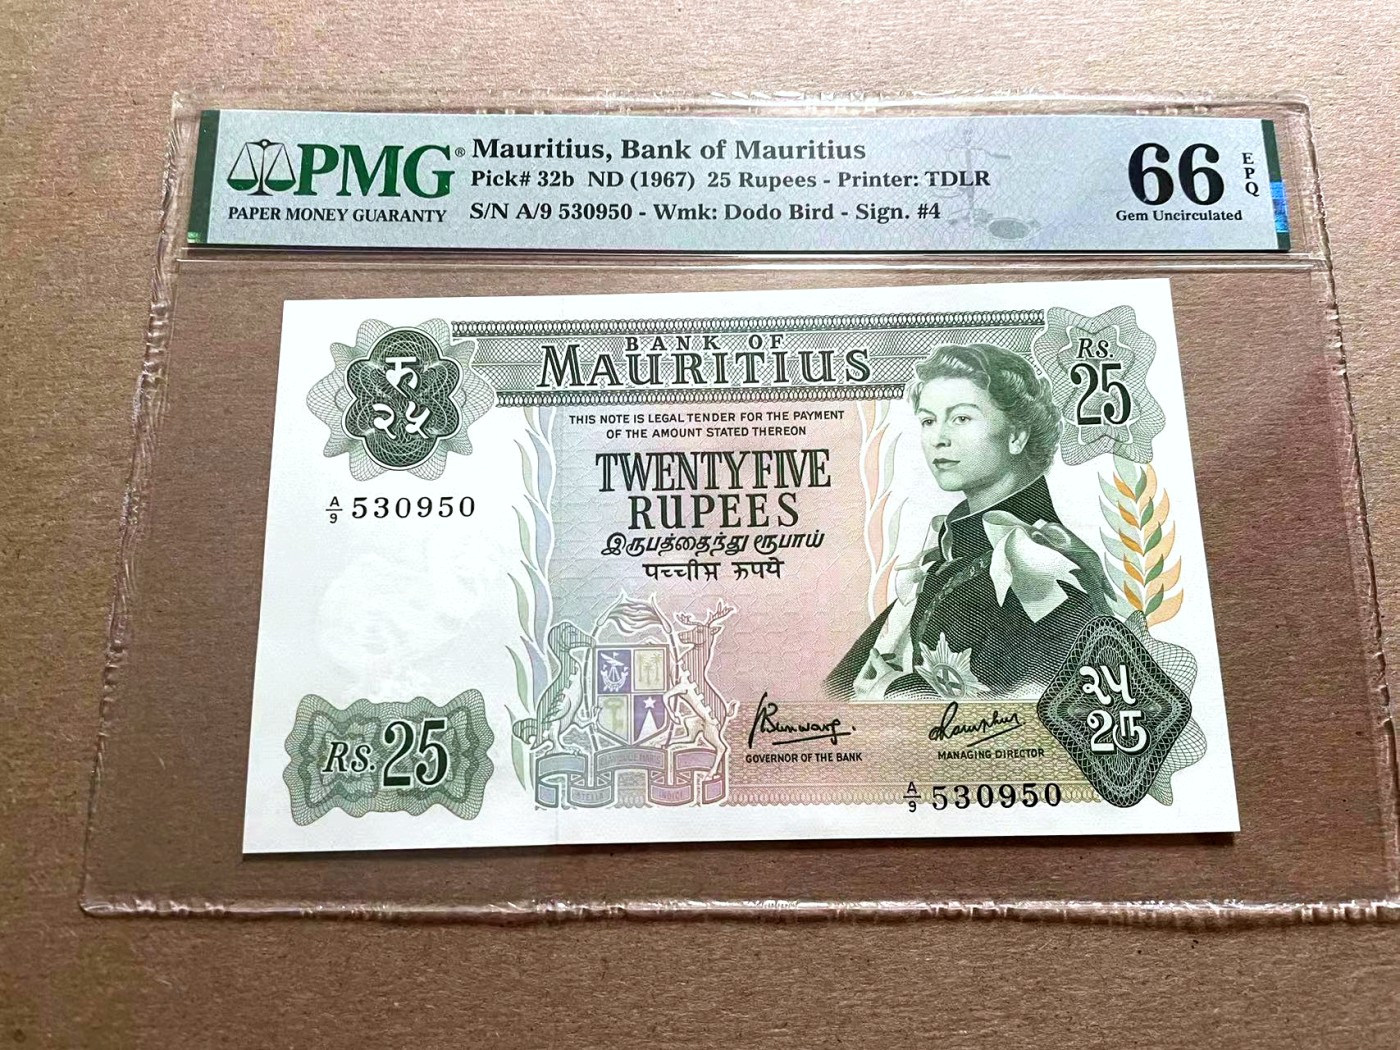 PMG®
PAPER MONEY GUARANTY
Mauritius, Bank of Mauritius
Pick# 32b ND (1967) 25 Rupees - Printer: TDLR
S/N A/9 530950 - Wmk: Dodo Bird - Sign. #4
66
EPQ
Gem Uncirculated
रु
२५
BANK OF
MAURITIUS
Rs.
25
THIS NOTE IS LEGAL TENDER FOR THE PAYMENT
OF THE AMOUNT STATED THEREON
TWENTY FIVE
RUPEES
A/9 530950
இருபத்தைந்து ரூபாய்
पच्चीस रूपये
Rs. 25
STELLA
INDICI
GOVERNOR OF THE BANK
MANAGING DIRECTOR
A/9 530950
૨૫